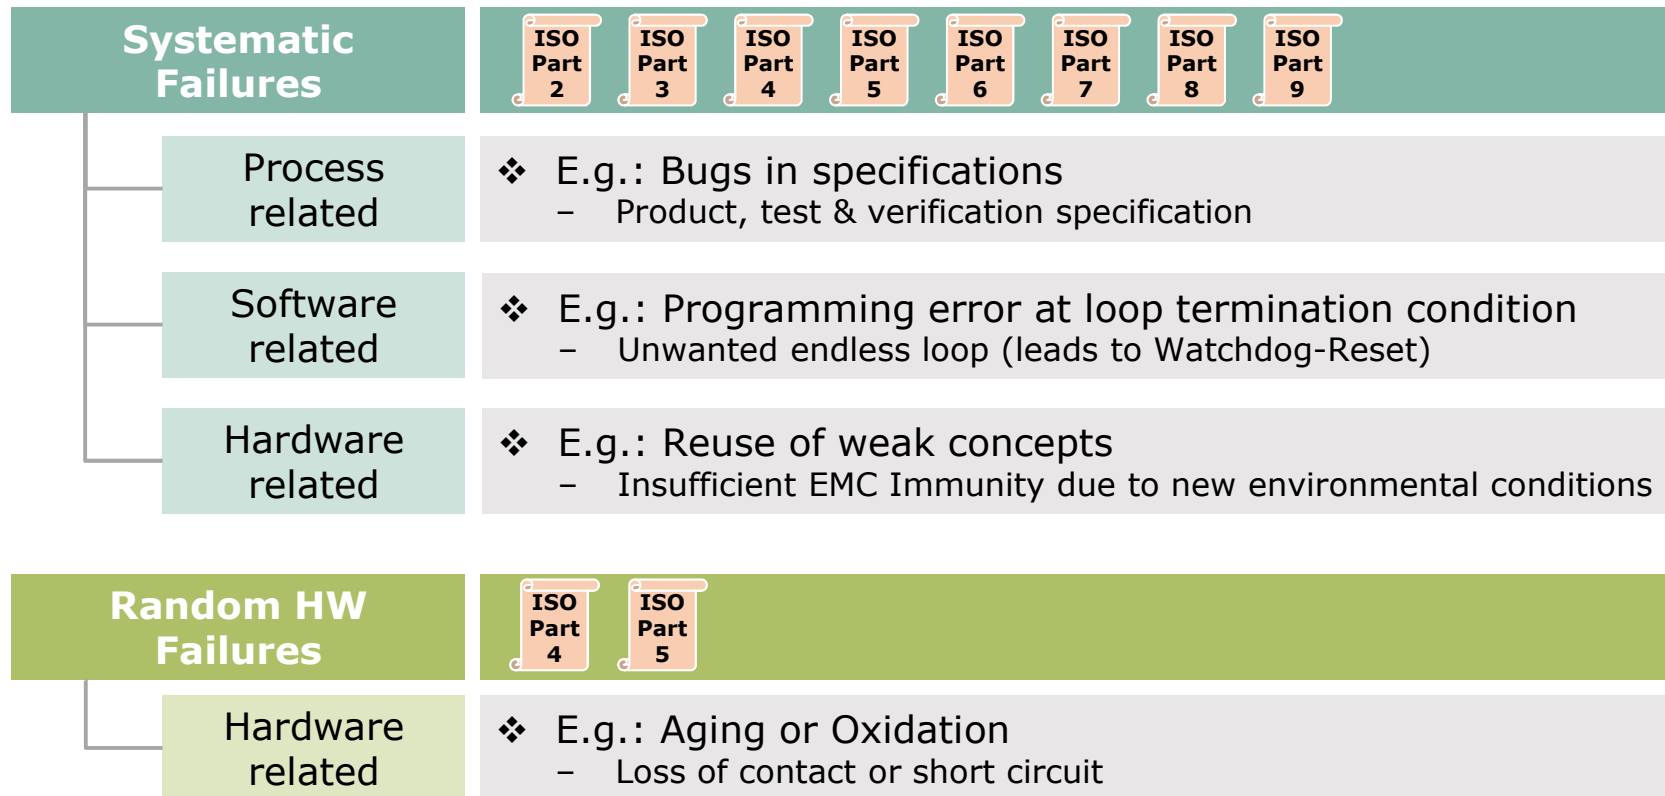 Systematic
Failures
ISO
Part
2
ISO
Part
3
ISO
Part
4
ISO
Part
5
ISO
Part
6
ISO
Part
7
ISO
Part
8
ISO
Part
9
Process
related
❖ E.g.: Bugs in specifications
– Product, test & verification specification
Software
related
❖ E.g.: Programming error at loop termination condition
– Unwanted endless loop (leads to Watchdog-Reset)
Hardware
related
❖ E.g.: Reuse of weak concepts
– Insufficient EMC Immunity due to new environmental conditions
Random HW
Failures
ISO
Part
4
ISO
Part
5
Hardware
related
❖ E.g.: Aging or Oxidation
– Loss of contact or short circuit